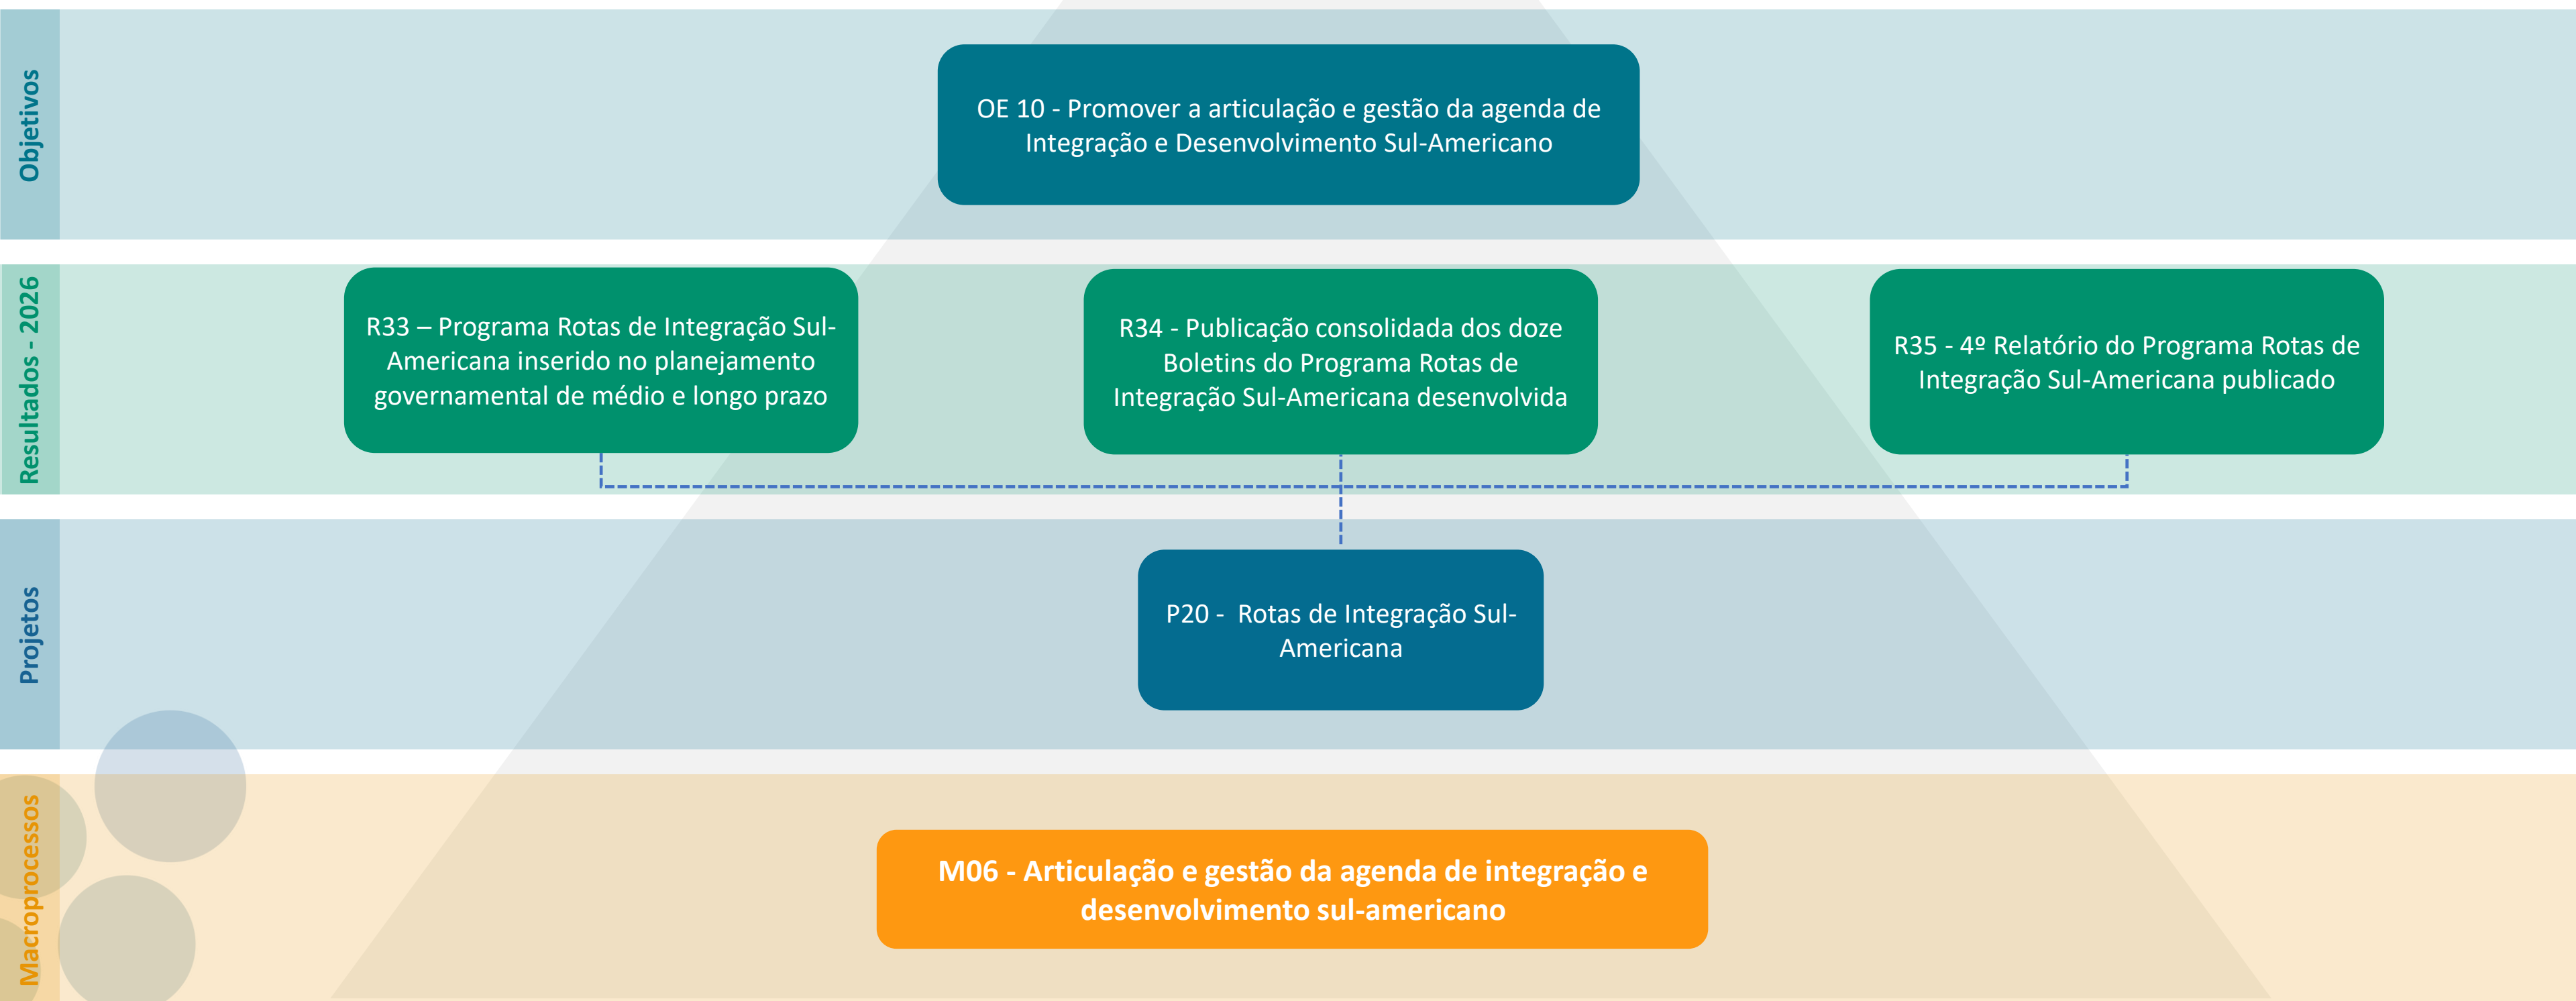 Objetivos
OE 10 - Promover a articulação e gestão da agenda de
Integração e Desenvolvimento Sul-Americano
Resultados - 2026
R33 – Programa Rotas de Integração Sul-
Americana inserido no planejamento
governamental de médio e longo prazo
R34 - Publicação consolidada dos doze
Boletins do Programa Rotas de
Integração Sul-Americana desenvolvida
R35 - 4º Relatório do Programa Rotas de
Integração Sul-Americana publicado
Projetos
P20 -  Rotas de Integração Sul-
Americana
Macroprocessos
M06 - Articulação e gestão da agenda de integração e
desenvolvimento sul-americano